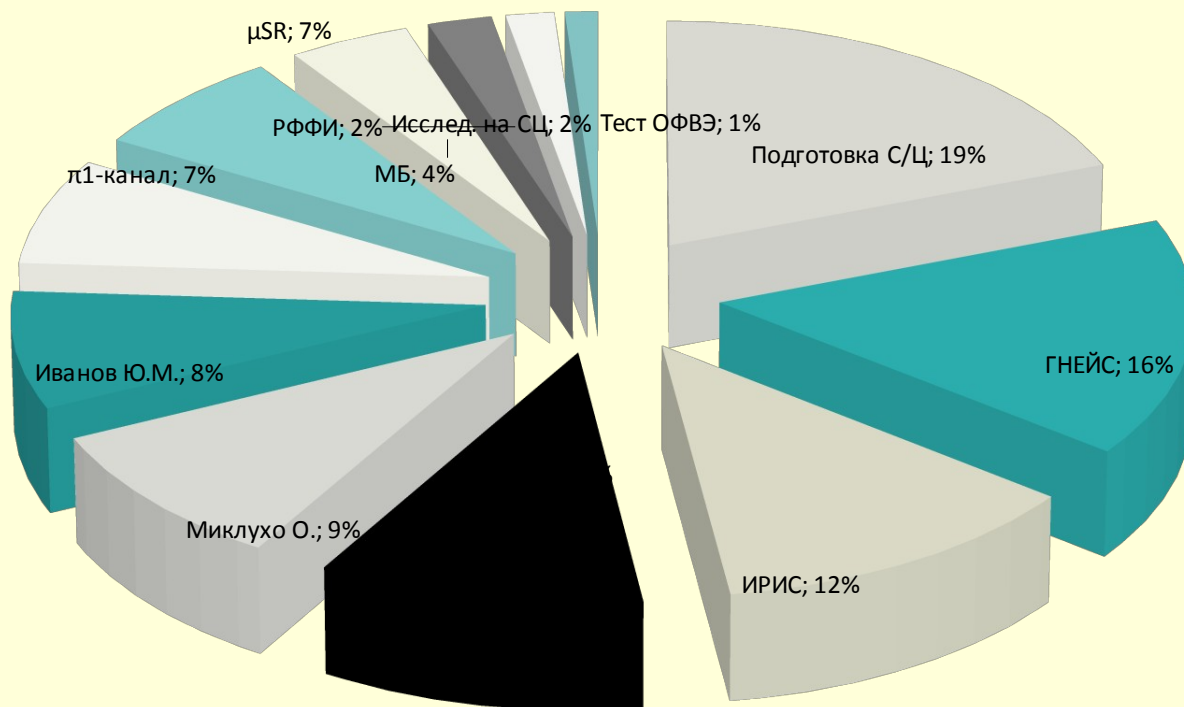 μSR; 7%
РФФИ; 2%
Исслед. на СЦ; 2%
Тест ОФВЭ; 1%
Подготовка С/Ц; 19%
π1-канал; 7%
МБ; 4%
ГНЕЙС; 16%
Иванов Ю.М.; 8%
Миклухо О.; 9%
ИРИС; 12%